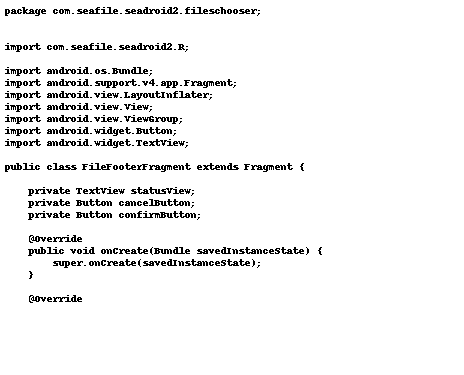 package com.seafile.seadroid2.fileschooser;
import com.seafile.seadroid2.R;
import android.os.Bundle;
import android.support.v4.app.Fragment;
import android.view.LayoutInflater;
import android.view.View;
import android.view.ViewGroup;
import android.widget.Button;
import android.widget.TextView;
public class FileFooterFragment extends Fragment {
private TextView statusView;
private Button cancelButton;
private Button confirmButton;
@Override
public void onCreate(Bundle savedInstanceState) {
super.onCreate(savedInstanceState);
}
@Override